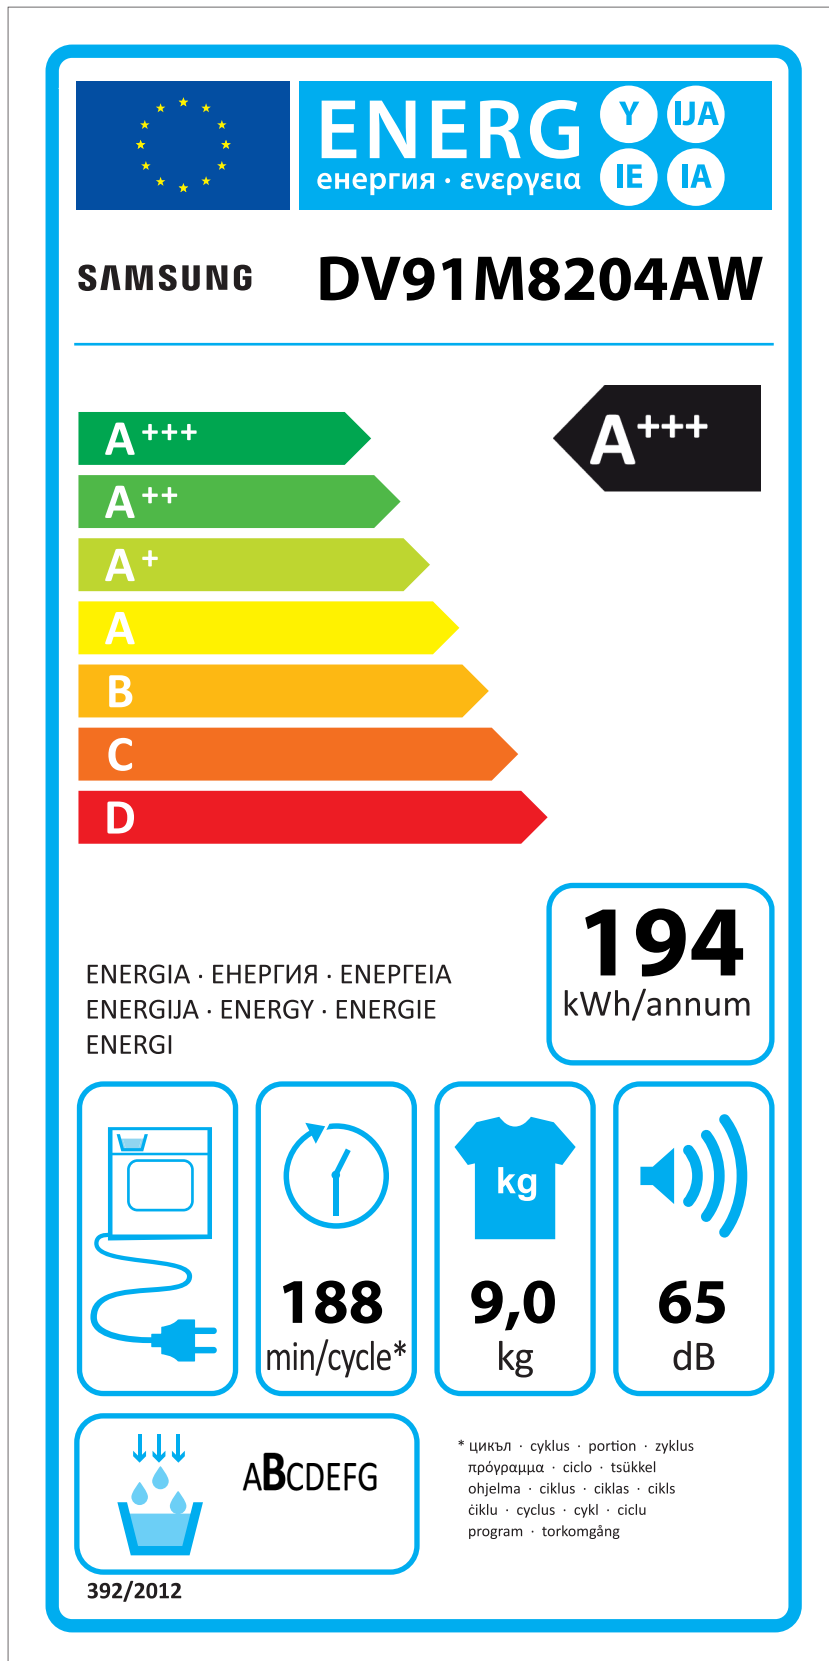 ENERG Y IJA
енергия · ενεργεια IE IA
SAMSUNG DV91M8204AW
A+++ A+++
A++
A+
A
B
C
D
194
kWh/annum
ENERGIA · ЕНЕРГИЯ · ΕΝΕΡΓΕΙΑ
ENERGIJA · ENERGY · ENERGIE
ENERGI
kg
188 9,0 65
min/cycle* kg dB
ABCDEFG
* цикъл · cyklus · portion · zyklus
πρόγραμμα · ciclo · tsükkel
ohjelma · ciklus · ciklas · cikls
ċiklu · cyclus · cykl · ciclu
program · torkomgång
392/2012